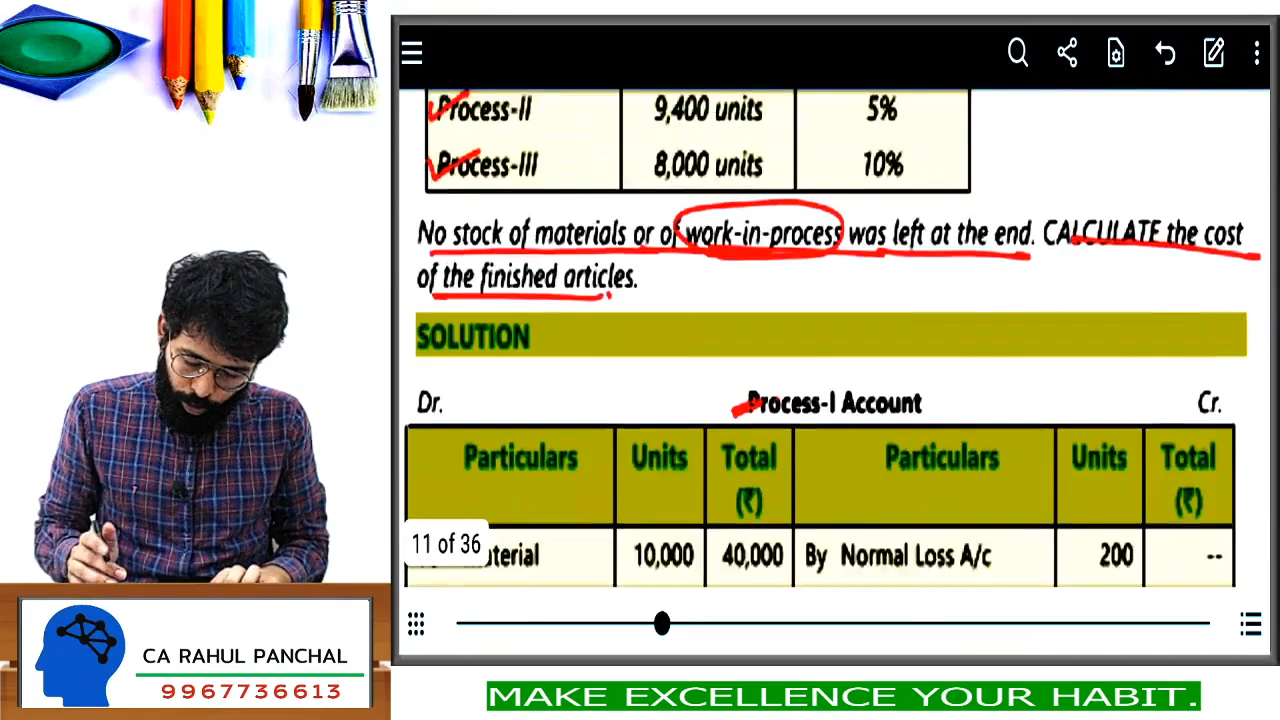 Process-II 9,400 units 5%
Process-III 8,000 units 10%
No stock of materials or of work-in-process was left at the end. CALCULATE the cost
of the finished articles.
SOLUTION
Dr. Process-I Account Cr.
Particulars Units Total (₹) Particulars Units Total (₹)
10,000 40,000 By Normal Loss A/c 200 --
11 of 36
CA RAHUL PANCHAL
9967736613
MAKE EXCELLENCE YOUR HABIT.